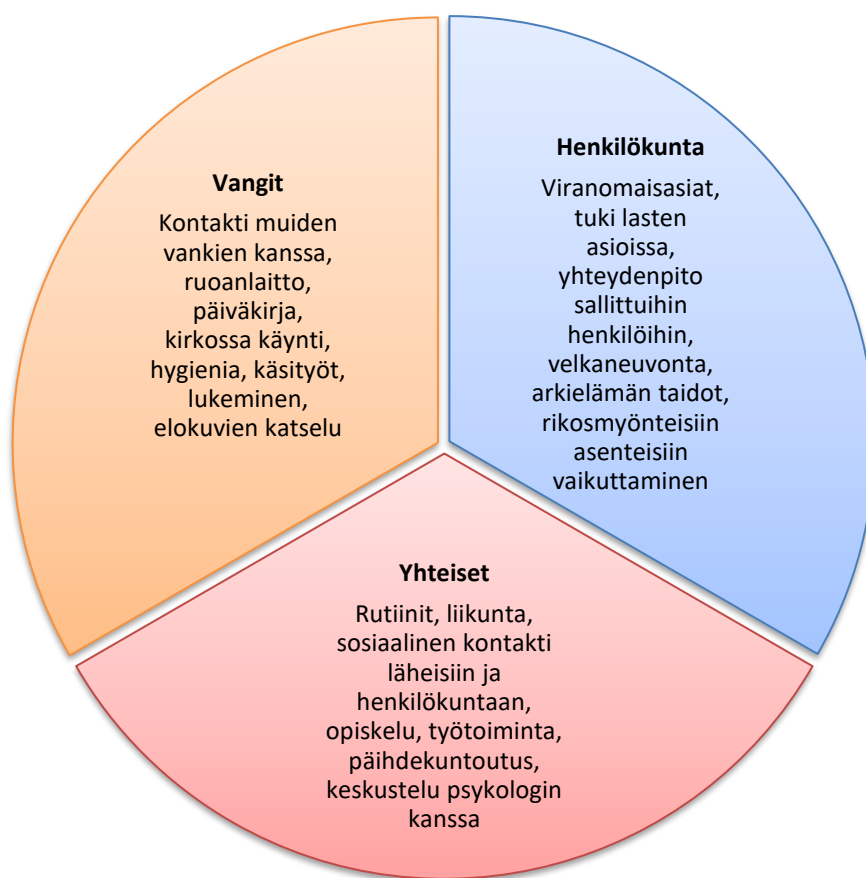 Vangit
Kontakti muiden
vankien kanssa,
ruoanlaitto,
päiväkirja,
kirkossa käynti,
hygienia, käsityöt,
lukeminen,
elokuvien katselu
Henkilökunta
Viranomaisasiat,
tuki lasten
asioissa,
yhteydenpito
sallittuihin
henkilöihin,
velkaneuvonta,
arkielämän taidot,
rikosmyönteisiin
asenteisiin
vaikuttaminen
Yhteiset
Rutiinit, liikunta,
sosiaalinen kontakti
läheisiin ja
henkilökuntaan,
opiskelu, työtoiminta,
päihdekuntoutus,
keskustelu psykologin
kanssa